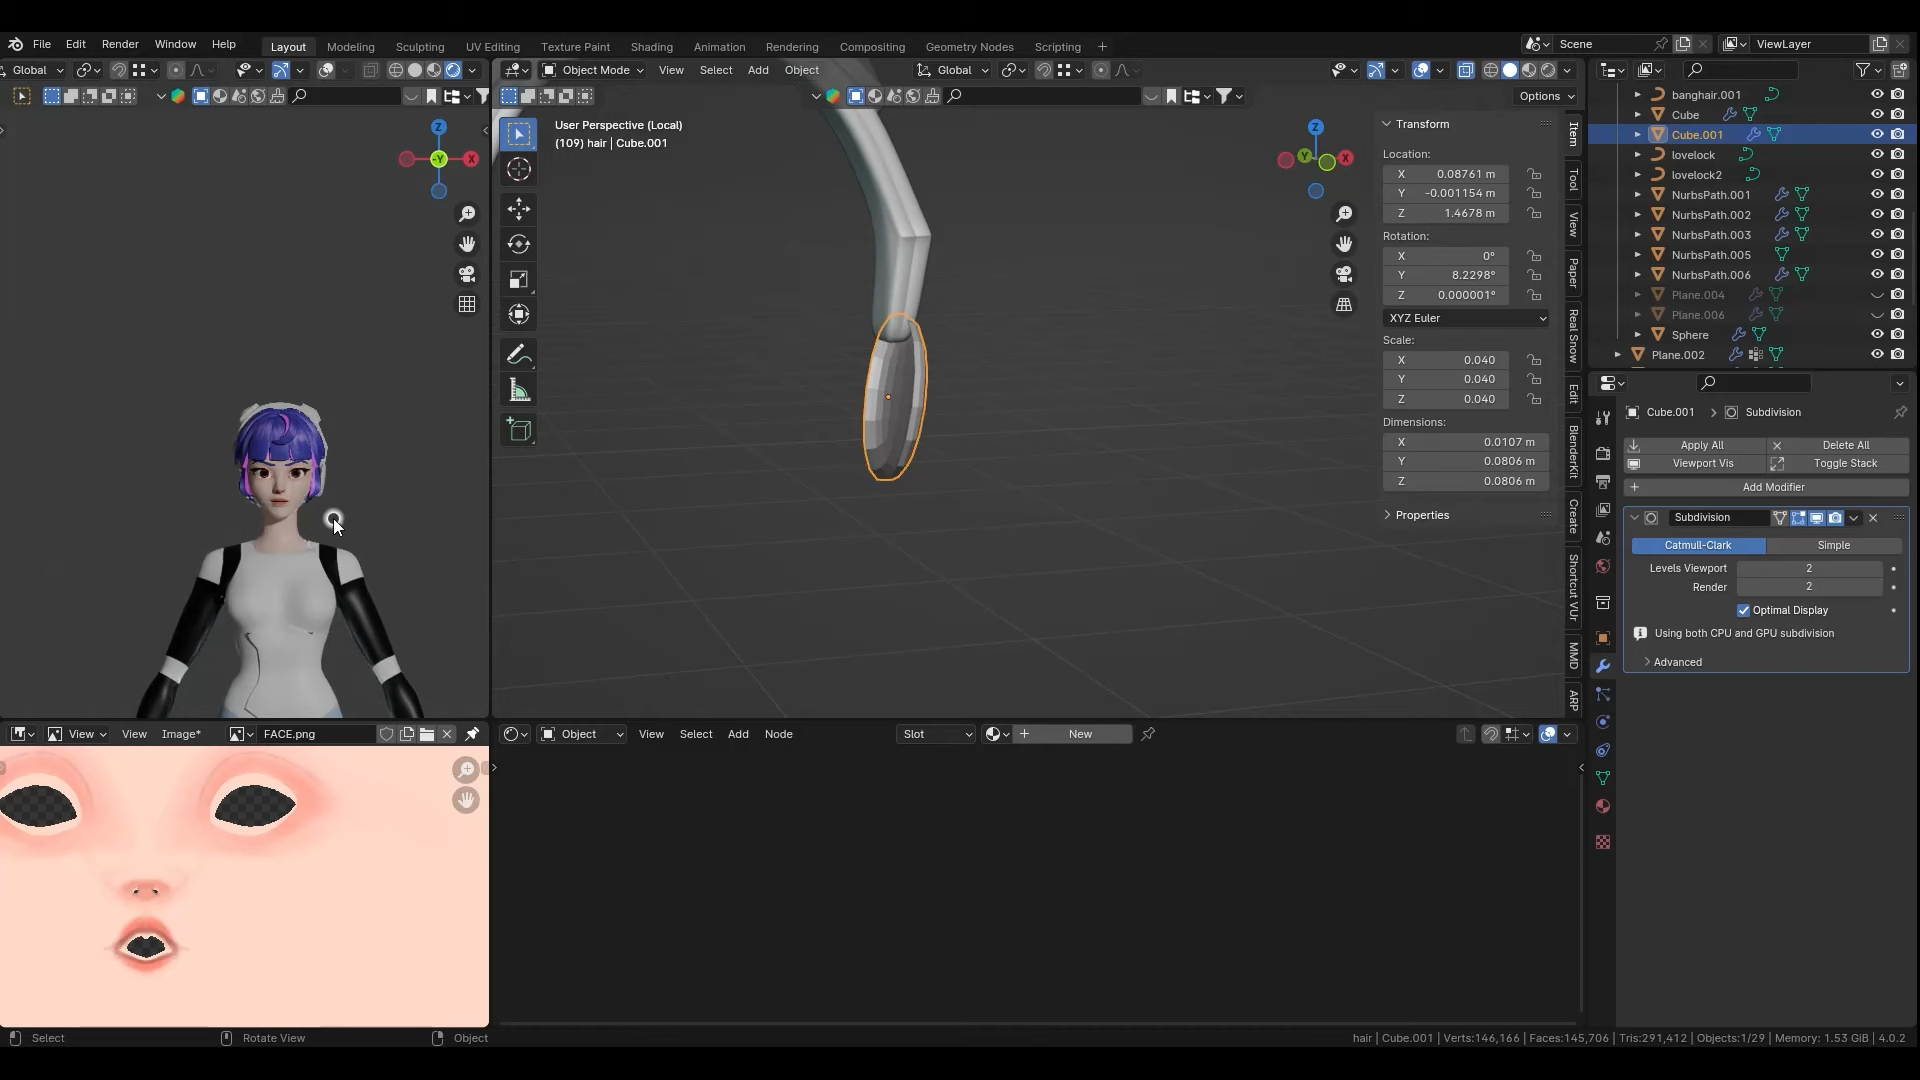 File Edit Render Window Help Layout Modeling Sculpting UV Editing Texture Paint Shading Animation Rendering Compositing Geometry Nodes Scripting + Scene ViewLayer
Global Object Mode View Select Add Object Global
Options
User Perspective (Local)
(109) hair | Cube.001
Z
-Y X
Z
Y X
Transform
Location:
X 0.08761 m
Y -0.001154 m
Z 1.4678 m
Rotation:
X 0°
Y 8.2298°
Z 0.000001°
XYZ Euler
Scale:
X 0.040
Y 0.040
Z 0.040
Dimensions:
X 0.0107 m
Y 0.0806 m
Z 0.0806 m
Properties
Item
Tool
View
Paper
Real Snow
Edit
BlenderKit
Create
Shortcut VUr
MMD
ARP
banghair.001
Cube
Cube.001
lovelock
lovelock2
NurbsPath.001
NurbsPath.002
NurbsPath.003
NurbsPath.005
NurbsPath.006
Plane.004
Plane.006
Sphere
Plane.002
Cube.001 > Subdivision
Apply All Delete All
Viewport Vis Toggle Stack
Add Modifier
Subdivision
Catmull-Clark Simple
Levels Viewport 2
Render 2
Optimal Display
Using both CPU and GPU subdivision
Advanced
View View Image* FACE.png
Object View Select Add Node Slot New
Select Rotate View Object
hair | Cube.001 | Verts:146,166 | Faces:145,706 | Tris:291,412 | Objects:1/29 | Memory: 1.53 GiB | 4.0.2